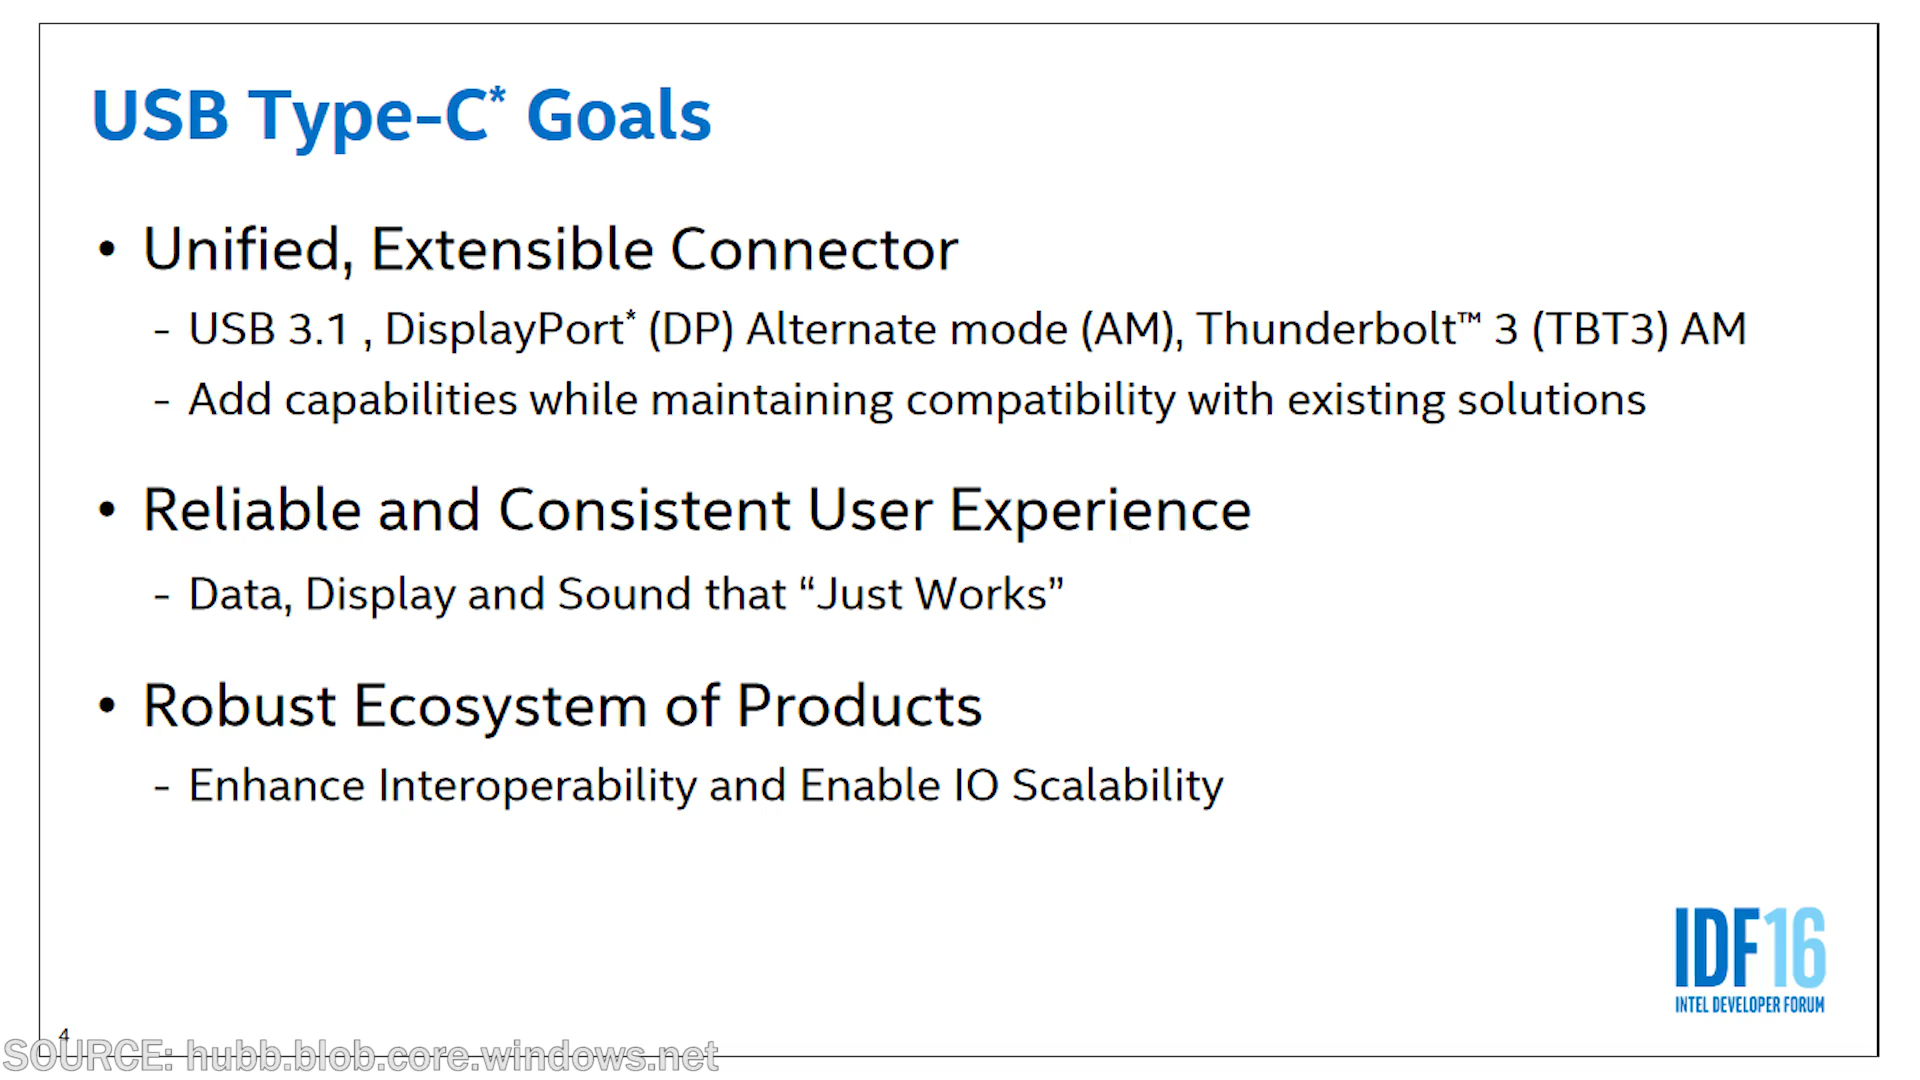 USB Type-C* Goals
• Unified, Extensible Connector
- USB 3.1 , DisplayPort* (DP) Alternate mode (AM), Thunderbolt™ 3 (TBT3) AM
- Add capabilities while maintaining compatibility with existing solutions
• Reliable and Consistent User Experience
- Data, Display and Sound that “Just Works”
• Robust Ecosystem of Products
- Enhance Interoperability and Enable IO Scalability
IDF16
INTEL DEVELOPER FORUM
4
SOURCE: hubb.blob.core.windows.net